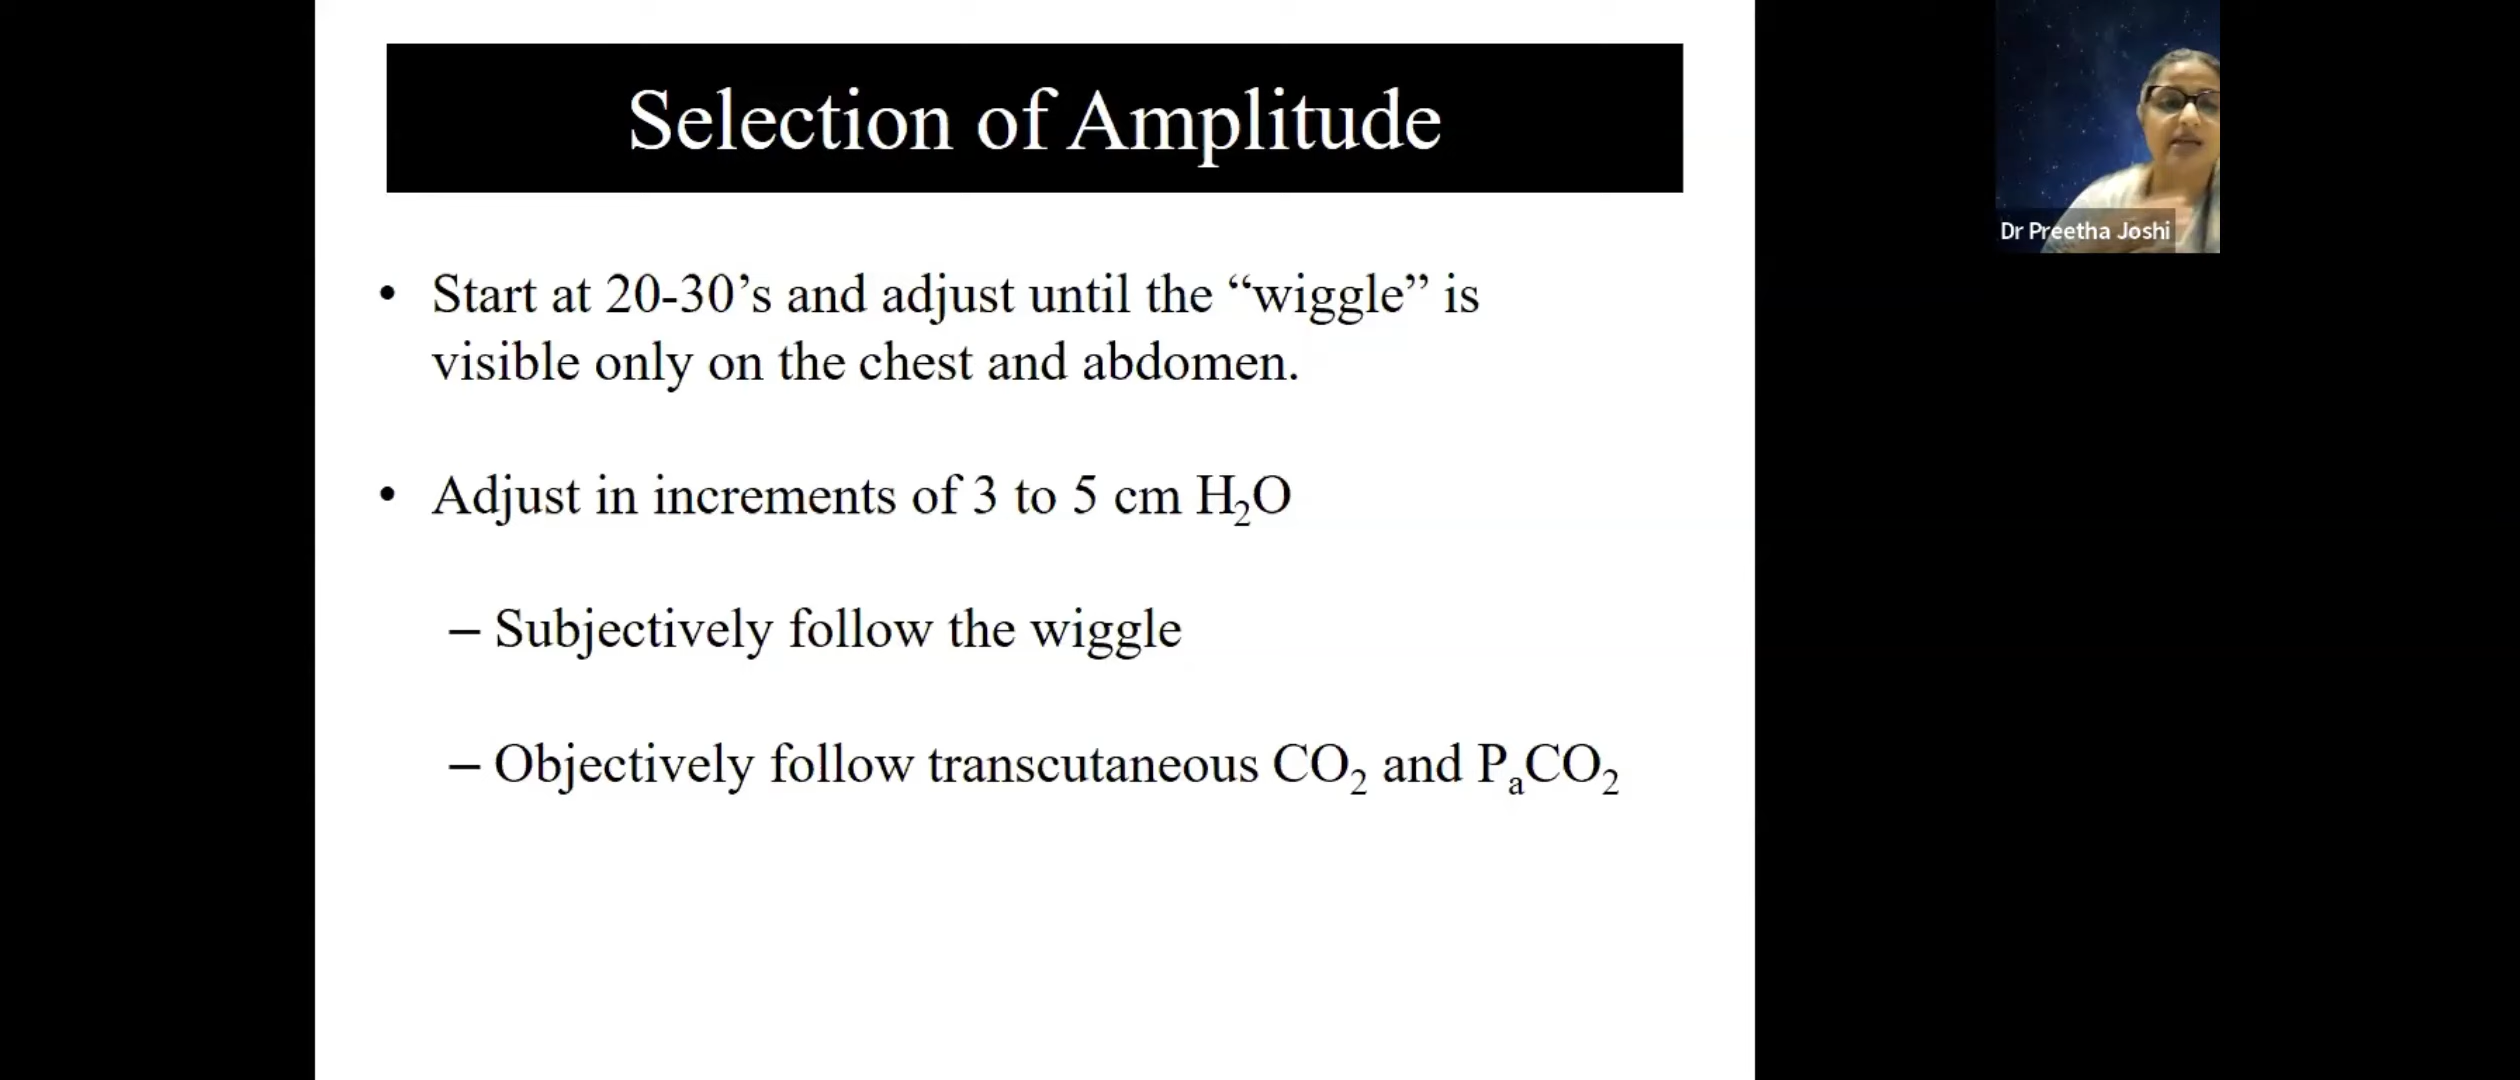 Selection of Amplitude
Dr Preetha Joshi
• Start at 20-30’s and adjust until the “wiggle” is
visible only on the chest and abdomen.
• Adjust in increments of 3 to 5 cm H₂O
– Subjectively follow the wiggle
– Objectively follow transcutaneous CO₂ and PₐCO₂